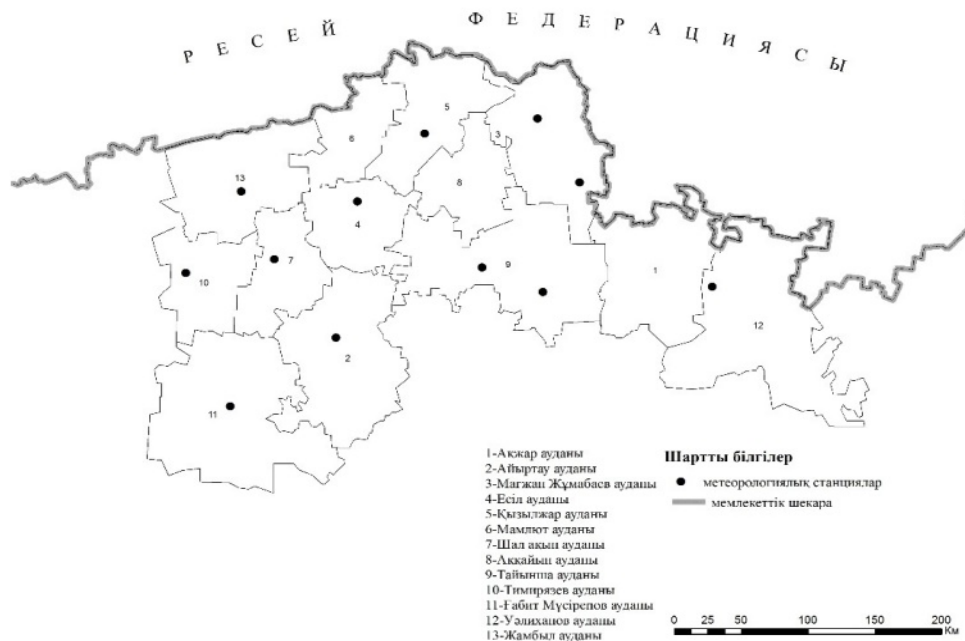 РЕСЕЙ ФЕДЕРАЦИЯСЫ
5
6
3
13
8
4
7
9
1
10
12
2
11
1-Ақжар ауданы
2-Айыртау ауданы
3-Мағжан Жұмабаев ауданы
4-Есіл ауданы
5-Қызылжар ауданы
6-Мамлют ауданы
7-Шал ақын ауданы
8-Аққайың ауданы
9-Тайынша ауданы
10-Тимирязев ауданы
11-Ғабит Мүсірепов ауданы
12-Уәлиханов ауданы
13-Жамбыл ауданы
Шартты білгілер
метеорологиялық станциялар
мемлекеттік шекара
0 25 50 100 150 200
Км